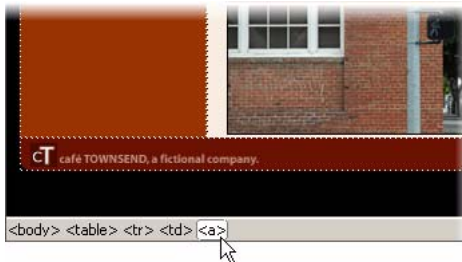 cT café TOWNSEND, a fictional company.
<body> <table> <tr> <td> <a>